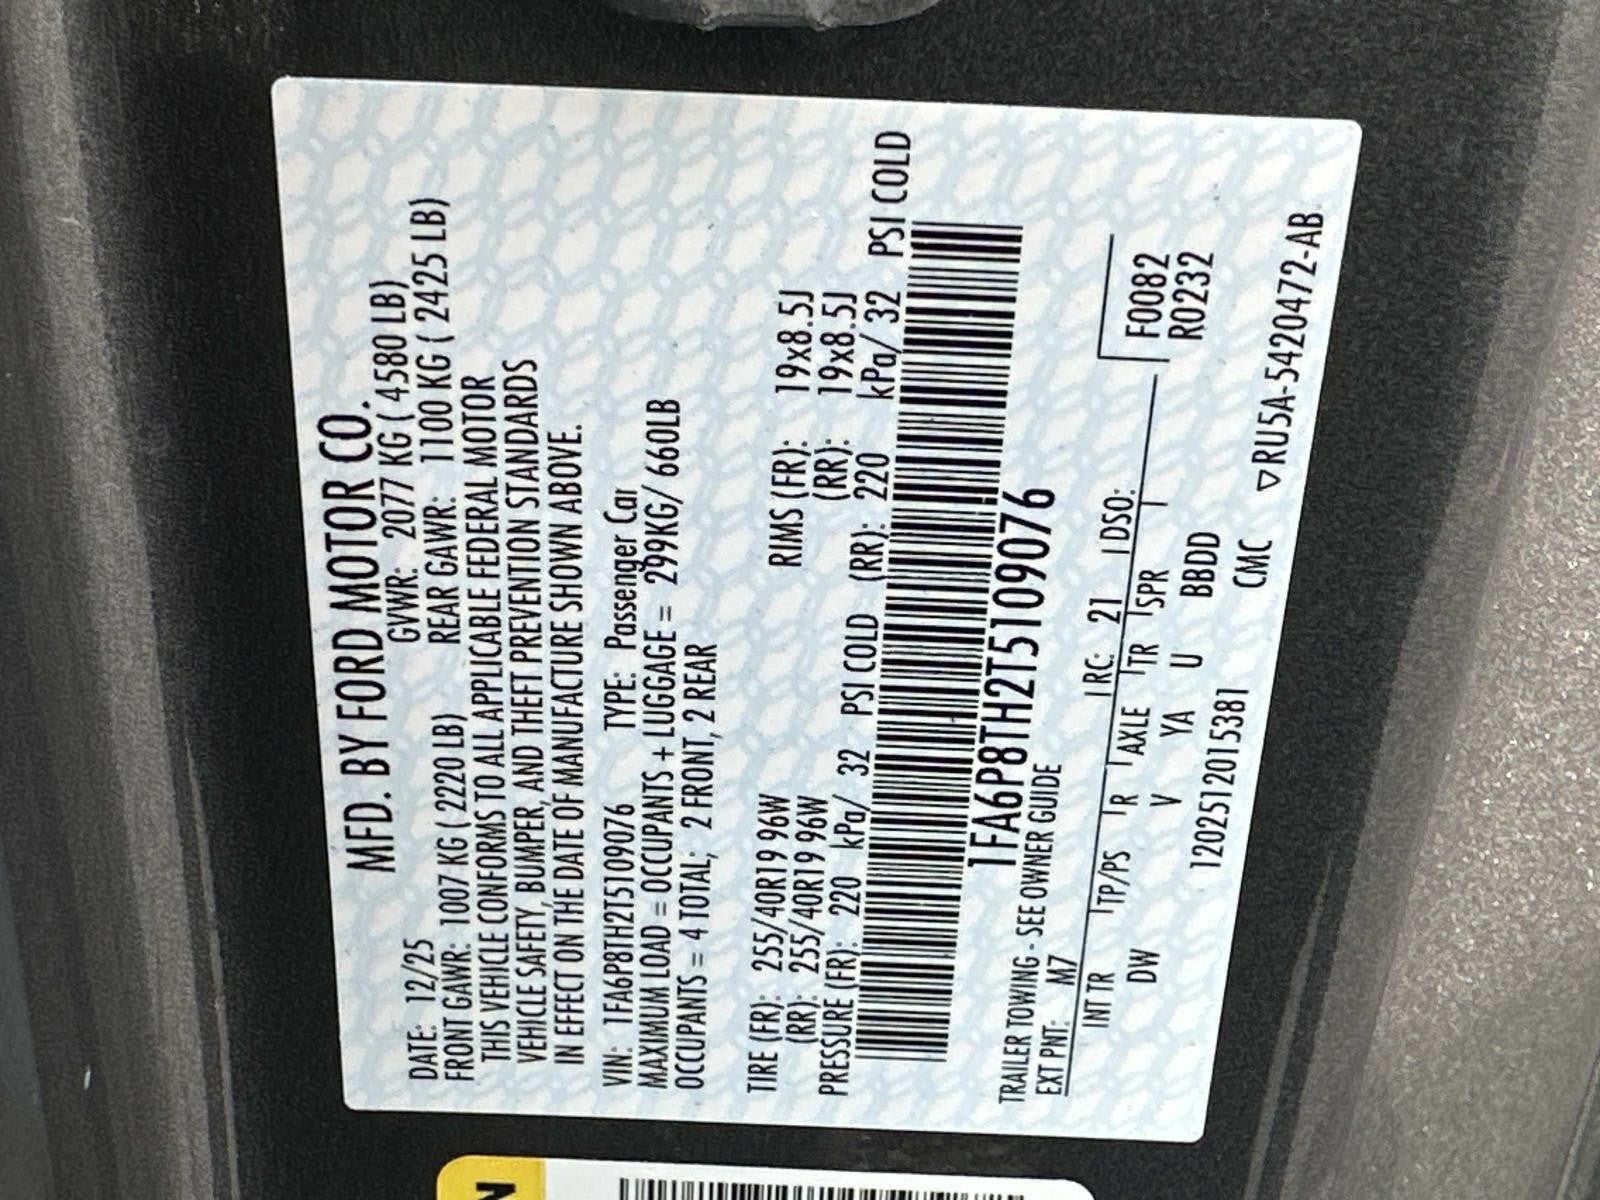 MFD. BY FORD MOTOR CO.
DATE: 12/25 GVWR: 2077 KG ( 4580 LB)
FRONT GAWR: 1007 KG ( 2220 LB) REAR GAWR: 1100 KG ( 2425 LB)
THIS VEHICLE CONFORMS TO ALL APPLICABLE FEDERAL MOTOR
VEHICLE SAFETY, BUMPER, AND THEFT PREVENTION STANDARDS
IN EFFECT ON THE DATE OF MANUFACTURE SHOWN ABOVE.
VIN: 1FA6P8TH2T5109076 TYPE: Passenger Car
MAXIMUM LOAD = OCCUPANTS + LUGGAGE = 299KG/ 660LB
OCCUPANTS = 4 TOTAL; 2 FRONT, 2 REAR
TIRE (FR): 255/40R19 96W RIMS (FR): 19x8.5J
(RR): 255/40R19 96W (RR): 19x8.5J
PRESSURE (FR): 220 kPa/ 32 PSI COLD (RR): 220 kPa/ 32 PSI COLD
1FA6P8TH2T5109076
TRAILER TOWING - SEE OWNER GUIDE
EXT PNT: M7 RC: 21 DSO:
INT TR TP/PS R AXLE TR SPR
DW V YA U BBDD
F0082
R0232
1202512015381 CMC ▽RU5A-5420472-AB
N